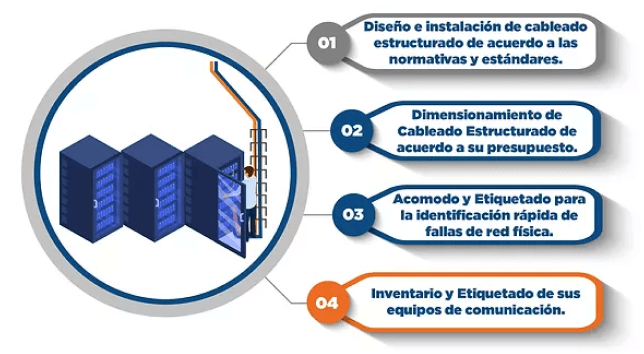 01
Diseño e instalación de cableado
estructurado de acuerdo a las
normativas y estándares.
02
Dimensionamiento de
Cableado Estructurado de
acuerdo a su presupuesto.
03
Acomodo y Etiquetado para
la identificación rápida de
fallas de red física.
04
Inventario y Etiquetado de sus
equipos de comunicación.